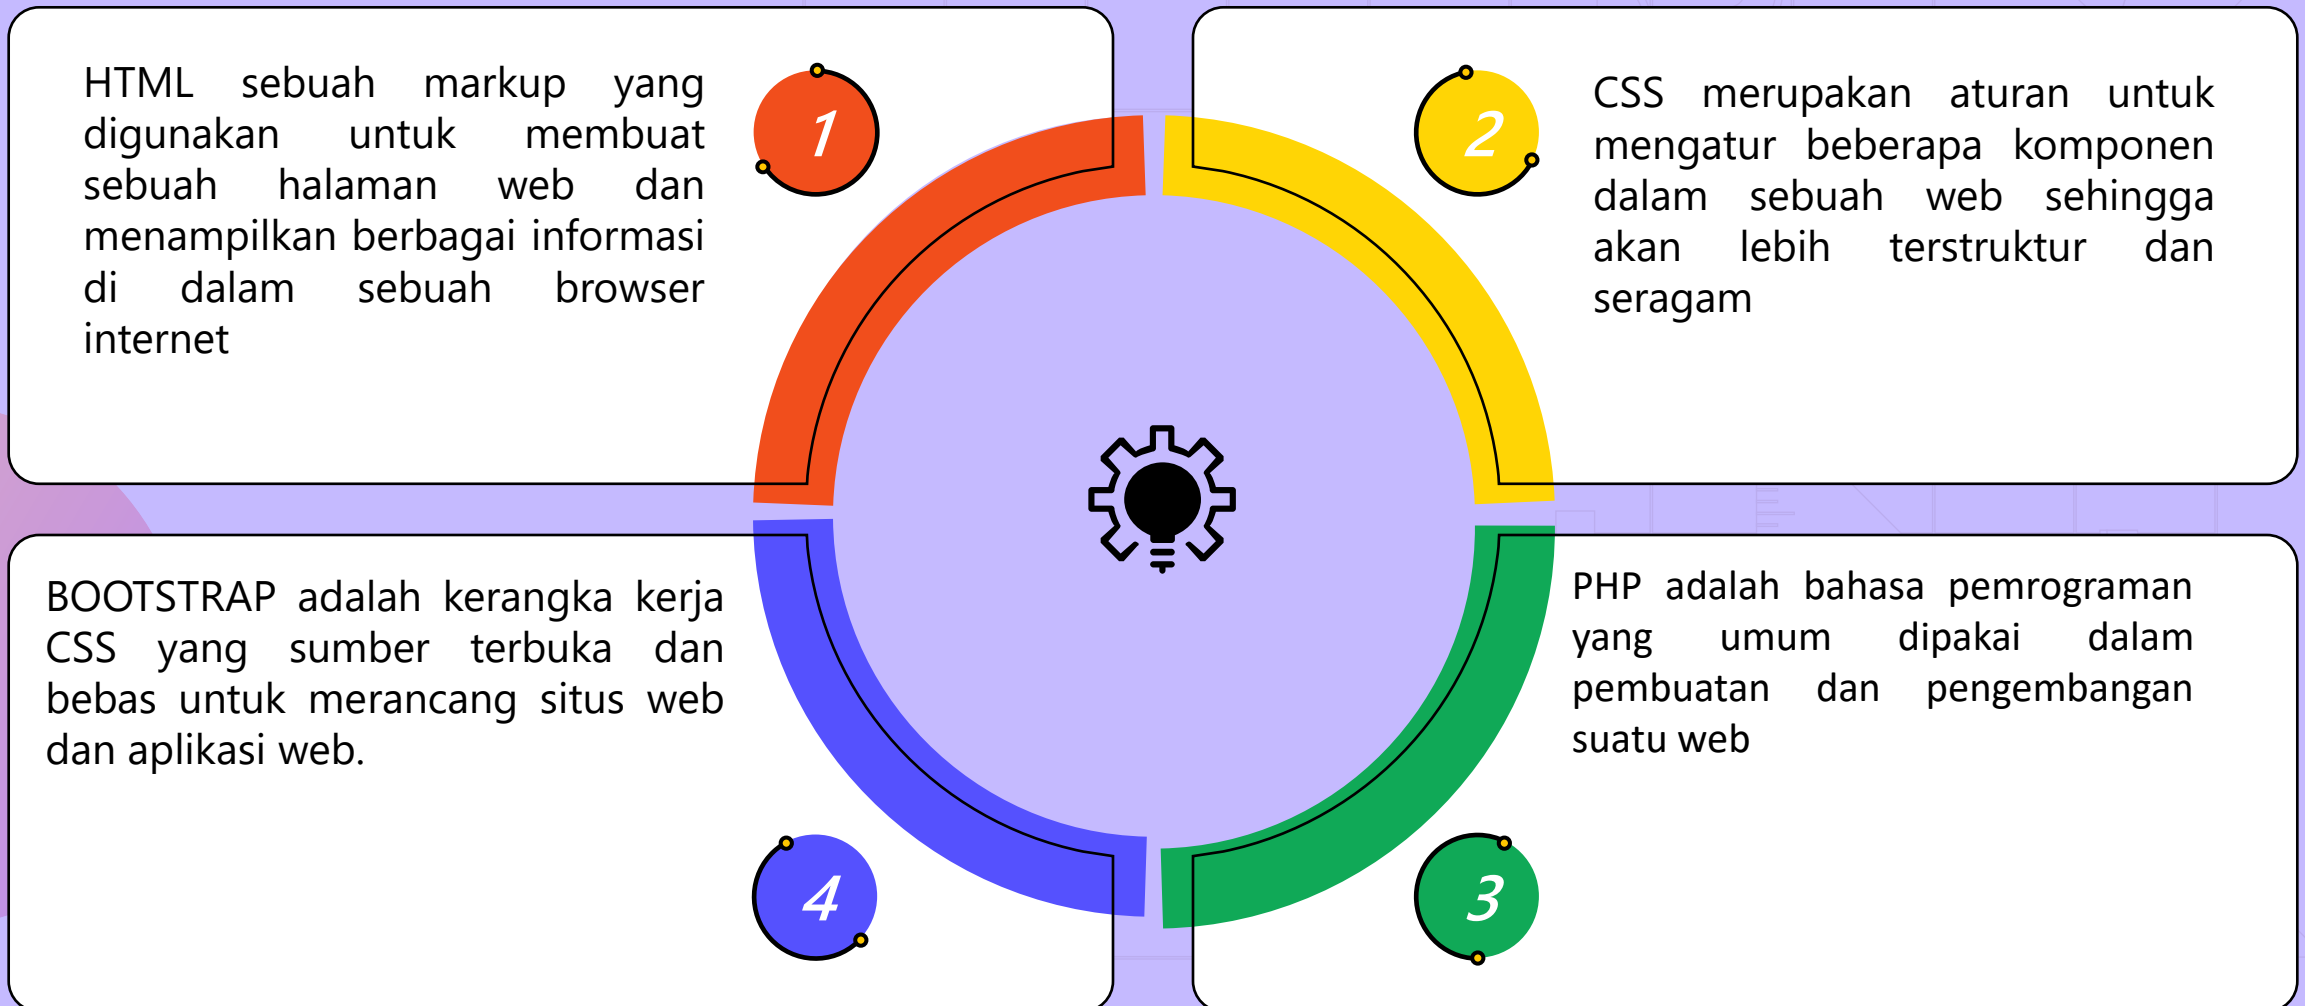 HTML sebuah markup yang
digunakan untuk membuat
sebuah halaman web dan
menampilkan berbagai informasi
di dalam sebuah browser
internet
1
2
CSS merupakan aturan untuk
mengatur beberapa komponen
dalam sebuah web sehingga
akan lebih terstruktur dan
seragam
BOOTSTRAP adalah kerangka kerja
CSS yang sumber terbuka dan
bebas untuk merancang situs web
dan aplikasi web.
4
3
PHP adalah bahasa pemrograman
yang umum dipakai dalam
pembuatan dan pengembangan
suatu web